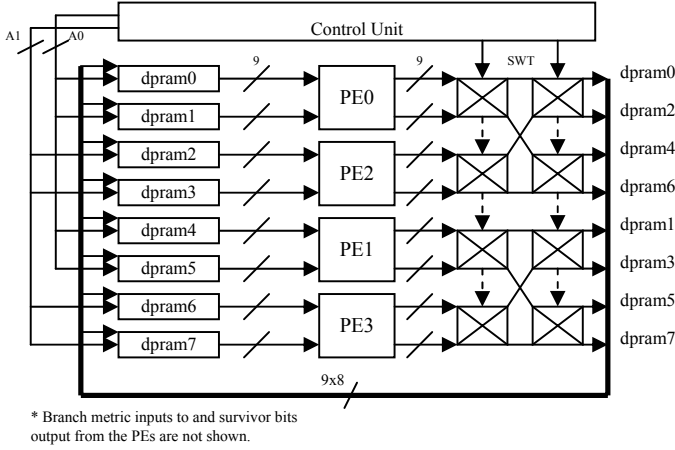 Control Unit
A1
A0
9
9
SWT
dpram0
PE0
dpram0
dpram1
dpram2
dpram2
PE2
dpram4
dpram3
dpram6
dpram4
PE1
dpram1
dpram5
dpram3
dpram6
PE3
dpram5
dpram7
dpram7
9x8
* Branch metric inputs to and survivor bits
output from the PEs are not shown.